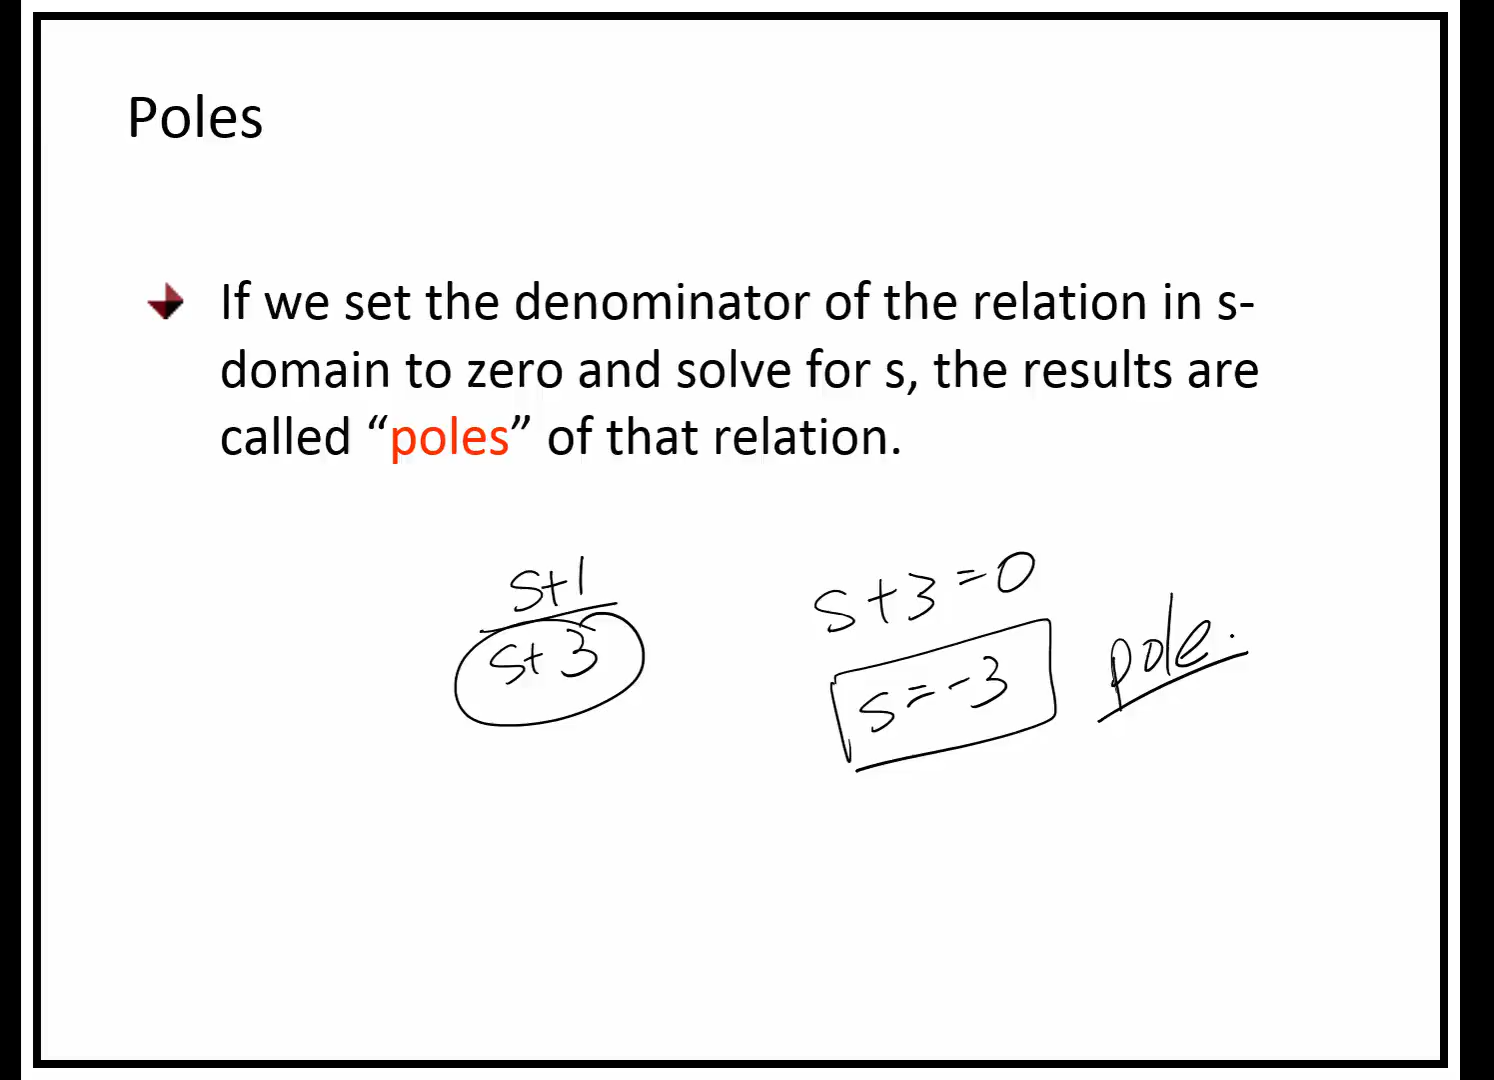 Poles
If we set the denominator of the relation in s-
domain to zero and solve for s, the results are
called “poles” of that relation.
s+1
s+3
s+3=0
s=-3
pole.